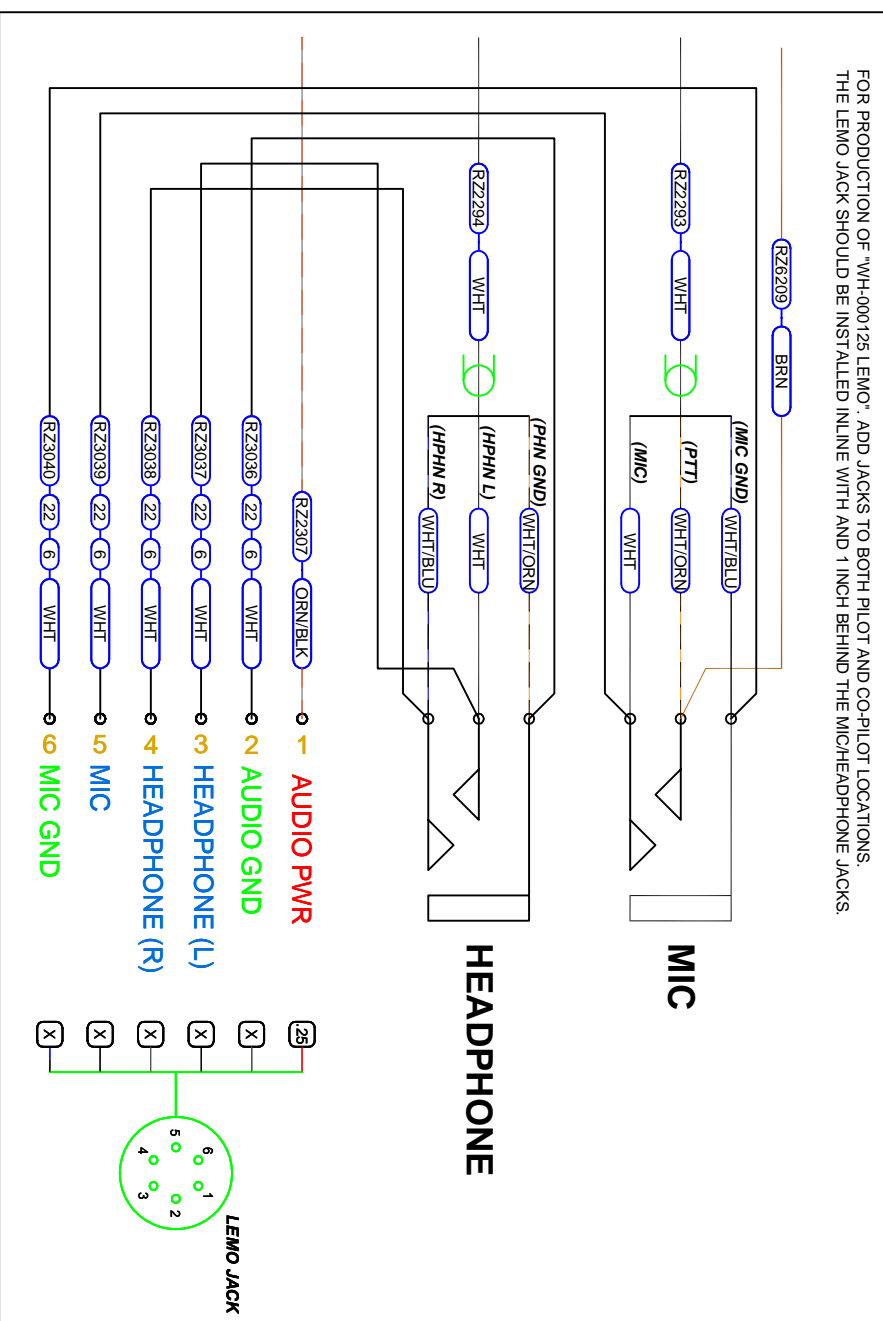 FOR PRODUCTION OF "WH-000125 LEMO". ADD JACKS TO BOTH PILOT AND CO-PILOT LOCATIONS.
THE LEMO JACK SHOULD BE INSTALLED INLINE WITH AND 1 INCH BEHIND THE MIC/HEADPHONE JACKS.
RZ6209 BRN
(MIC GND) WHT/BLU
RZ2293 WHT (PTT) WHT/ORN
(MIC) WHT
MIC
(PHN GND) WHT/ORN
RZ2294 WHT (HPHN L) WHT
(HPHN R) WHT/BLU
HEADPHONE
RZ2307 ORN/BLK 1 AUDIO PWR .25
RZ3036 22 6 WHT 2 AUDIO GND X
RZ3037 22 6 WHT 3 HEADPHONE (L) X
RZ3038 22 6 WHT 4 HEADPHONE (R) X
RZ3039 22 6 WHT 5 MIC X
RZ3040 22 6 WHT 6 MIC GND X
LEMO JACK
6 1
5 2
4 3